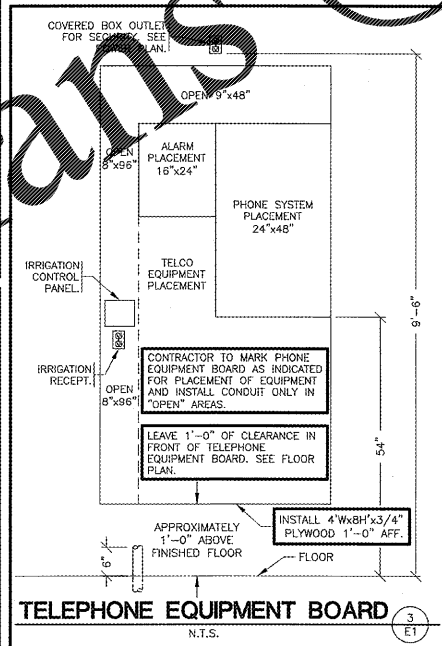 COVERED BOX OUTLET
FOR SECURITY, SEE
POWER PLAN.
OPEN 9"x48"
OPEN
8"x96"
ALARM
PLACEMENT
16"x24"
PHONE SYSTEM
PLACEMENT
24"x48"
TELCO
EQUIPMENT
PLACEMENT
IRRIGATION
CONTROL
PANEL.
IRRIGATION
RECEPT.
OPEN
8"x96"
9'-6"
54"
CONTRACTOR TO MARK PHONE
EQUIPMENT BOARD AS INDICATED
FOR PLACEMENT OF EQUIPMENT
AND INSTALL CONDUIT ONLY IN
"OPEN" AREAS.
LEAVE 1'-0" OF CLEARANCE IN
FRONT OF TELEPHONE
EQUIPMENT BOARD. SEE FLOOR
PLAN.
INSTALL 4'Wx8H'x3/4"
PLYWOOD 1'-0" AFF.
APPROXIMATELY
1'-0" ABOVE
FINISHED FLOOR
FLOOR
6"
TELEPHONE EQUIPMENT BOARD
N.T.S.
3
E1